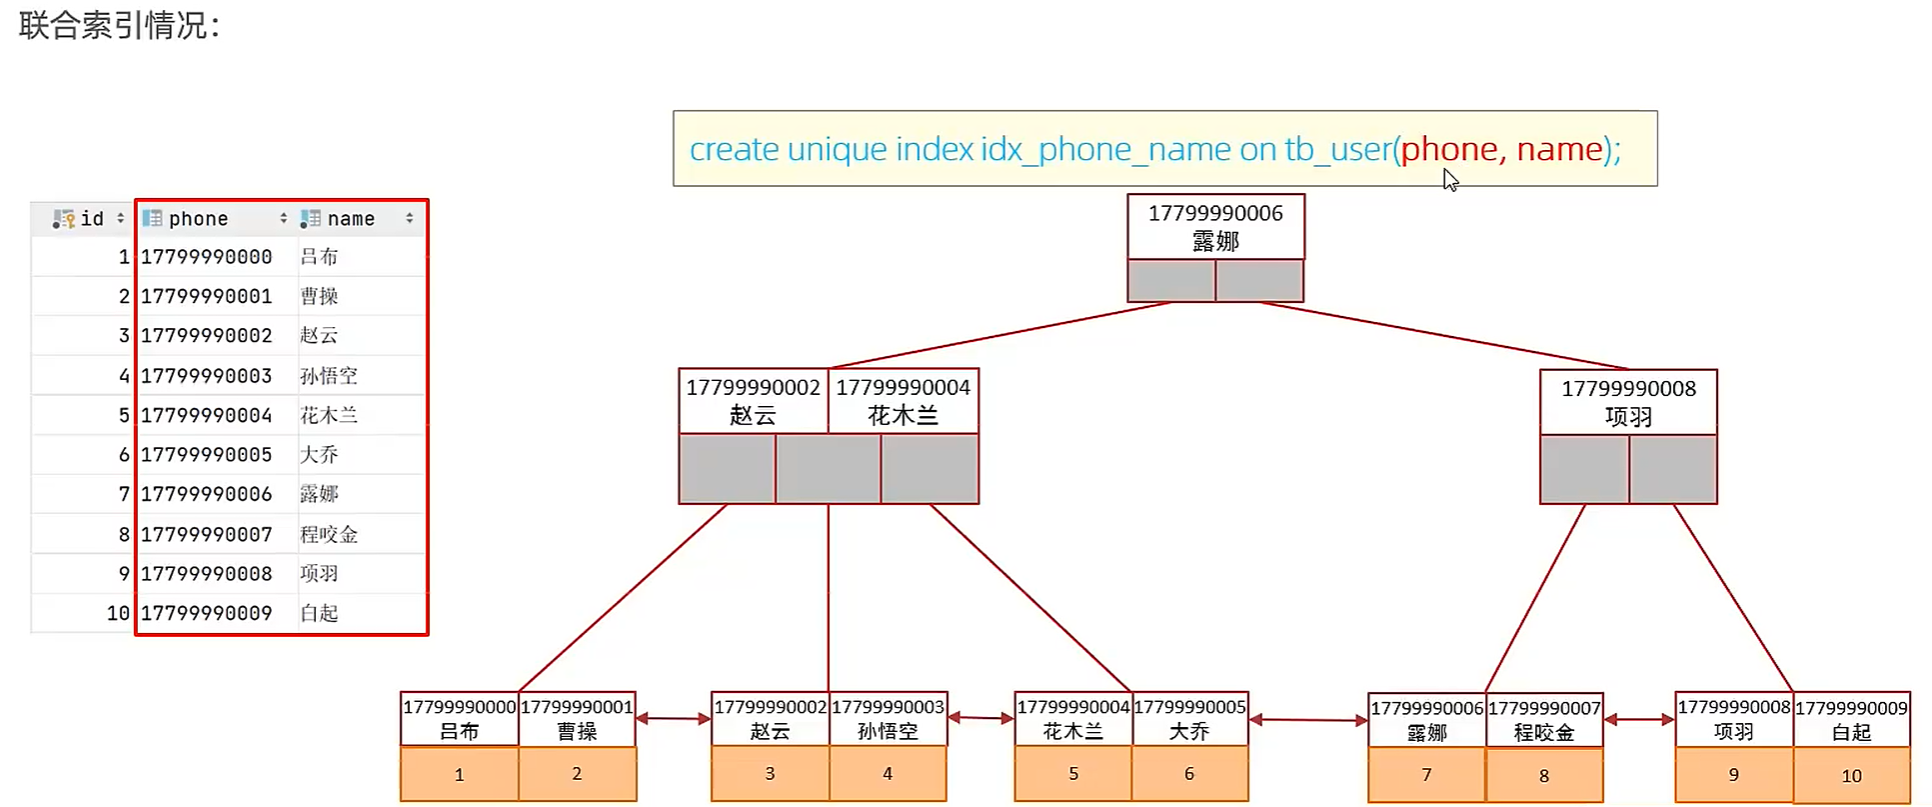 联合索引情况：
create unique index idx_phone_name on tb_user(phone, name);
id phone name
1 17799990000 吕布
2 17799990001 曹操
3 17799990002 赵云
4 17799990003 孙悟空
5 17799990004 花木兰
6 17799990005 大乔
7 17799990006 露娜
8 17799990007 程咬金
9 17799990008 项羽
10 17799990009 白起
17799990006
露娜
17799990002 17799990004
赵云 花木兰
17799990008
项羽
17799990000 17799990001 17799990002 17799990003 17799990004 17799990005 17799990006 17799990007 17799990008 17799990009
吕布 曹操 赵云 孙悟空 花木兰 大乔 露娜 程咬金 项羽 白起
1 2 3 4 5 6 7 8 9 10